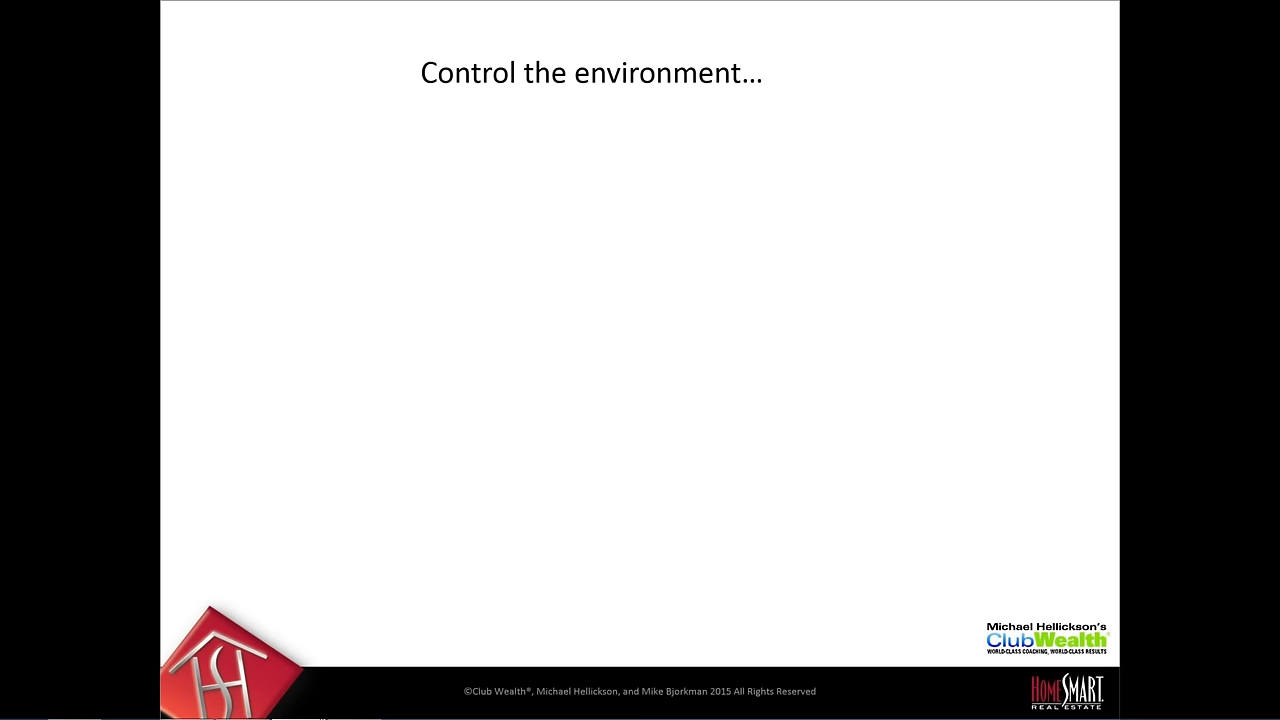 Control the environment...
Michael Hellickson's
ClubWealth®
WORLD-CLASS COACHING, WORLD-CLASS RESULTS
©Club Wealth®, Michael Hellickson, and Mike Bjorkman 2015 All Rights Reserved
HOMESMART
REAL ESTATE